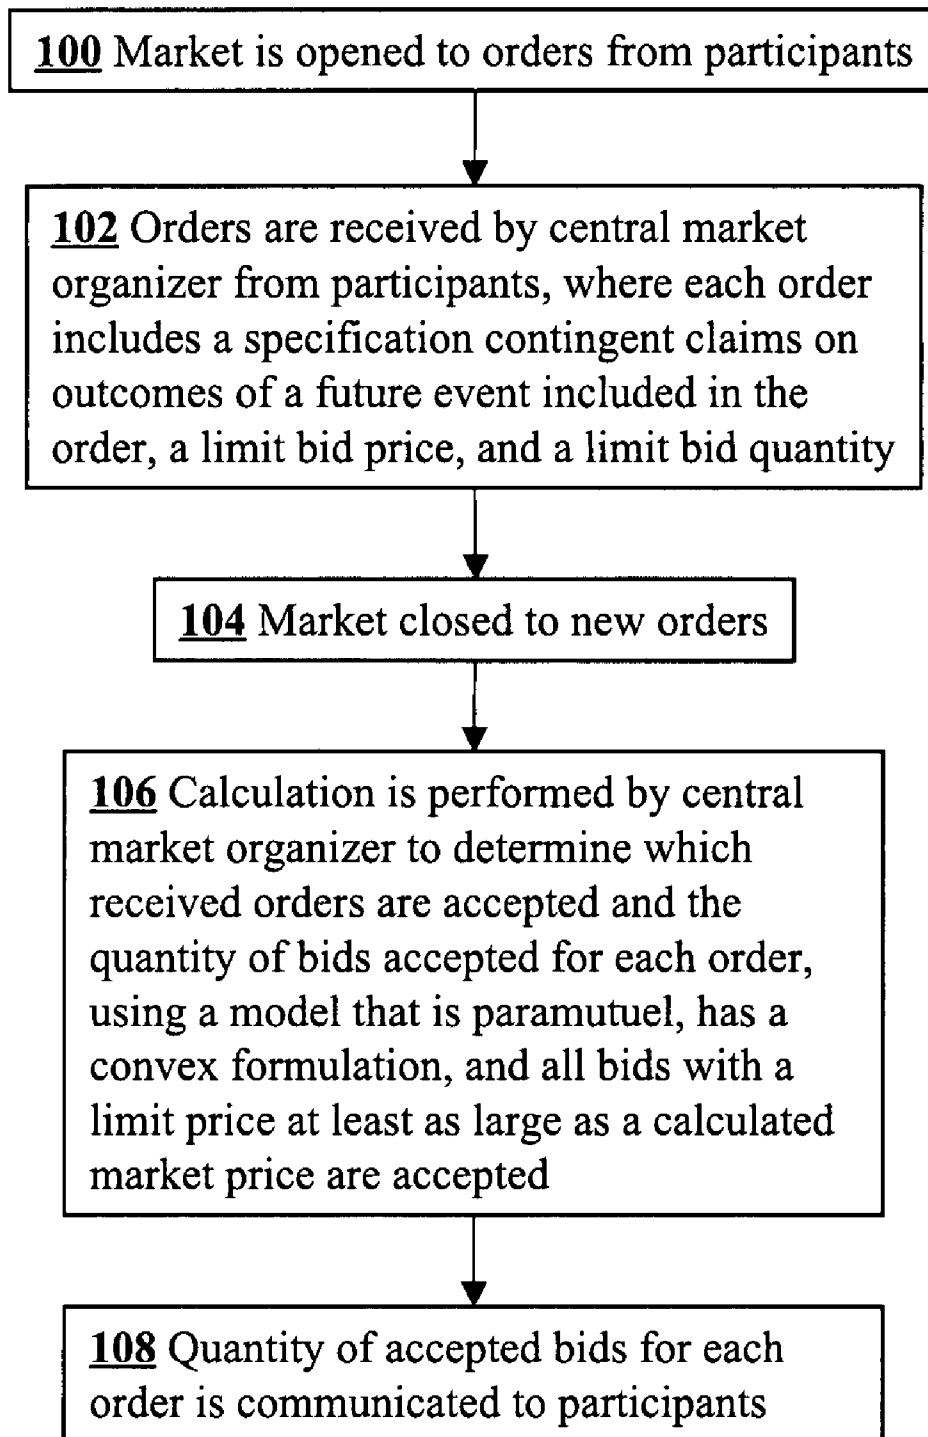 100 Market is opened to orders from participants
102 Orders are received by central market
organizer from participants, where each order
includes a specification contingent claims on
outcomes of a future event included in the
order, a limit bid price, and a limit bid quantity
104 Market closed to new orders
106 Calculation is performed by central
market organizer to determine which
received orders are accepted and the
quantity of bids accepted for each order,
using a model that is paramutuel, has a
convex formulation, and all bids with a
limit price at least as large as a calculated
market price are accepted
108 Quantity of accepted bids for each
order is communicated to participants